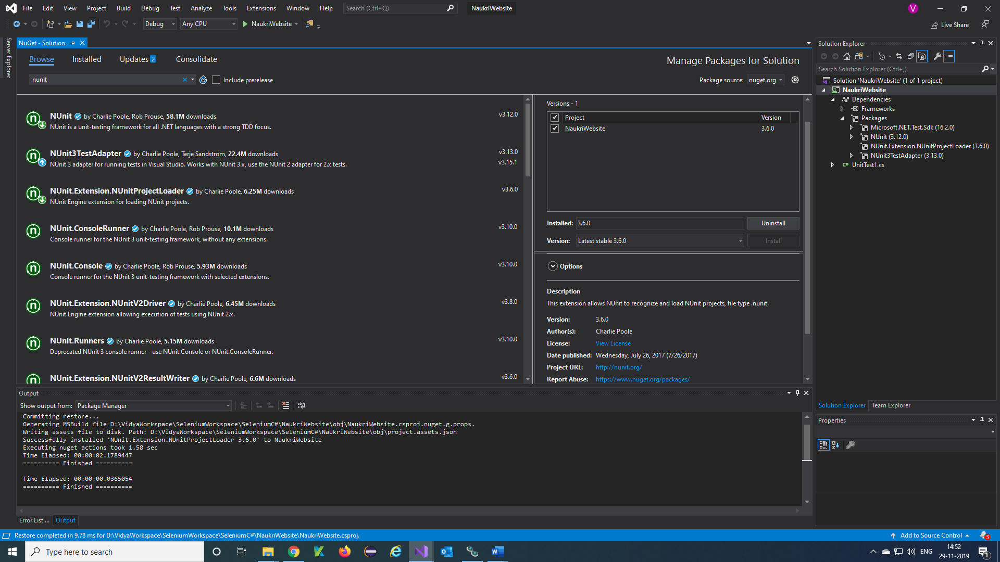 File Edit View Project Build Debug Test Analyze Tools Extensions Window Help Search (Ctrl+Q) NaukriWebsite V
Debug Any CPU NaukriWebsite Live Share
Server Explorer
NuGet - Solution
Browse Installed Updates 2 Consolidate Manage Packages for Solution
nunit Include prerelease Package source: nuget.org
NUnit by Charlie Poole, Rob Prouse, 58.1M downloads v3.12.0
NUnit is a unit-testing framework for all .NET languages with a strong TDD focus.
NUnit3TestAdapter by Charlie Poole, Terje Sandstrom, 22.4M downloads v3.13.0
NUnit 3 adapter for running tests in Visual Studio. Works with NUnit 3.x, use the NUnit 2 adapter for 2.x tests. v3.15.1
NUnit.Extension.NUnitProjectLoader by Charlie Poole, 6.25M downloads v3.6.0
NUnit Engine extension for loading NUnit projects.
NUnit.ConsoleRunner by Charlie Poole, Rob Prouse, 10.1M downloads v3.10.0
Console runner for the NUnit 3 unit-testing framework, without any extensions.
NUnit.Console by Charlie Poole, Rob Prouse, 5.93M downloads v3.10.0
Console runner for the NUnit 3 unit-testing framework with selected extensions.
NUnit.Extension.NUnitV2Driver by Charlie Poole, 6.45M downloads v3.8.0
NUnit Engine extension allowing execution of tests using NUnit 2.x.
NUnit.Runners by Charlie Poole, 5.15M downloads v3.10.0
Deprecated NUnit 3 console runner - use NUnit.Console or NUnit.ConsoleRunner.
NUnit.Extension.NUnitV2ResultWriter by Charlie Poole, 6.6M downloads v3.6.0
Versions - 1
Project Version
NaukriWebsite 3.6.0
Installed: 3.6.0 Uninstall
Version: Latest stable 3.6.0 Install
Options
Description
This extension allows NUnit to recognize and load NUnit projects, file type .nunit.
Version: 3.6.0
Author(s): Charlie Poole
License: View License
Date published: Wednesday, July 26, 2017 (7/26/2017)
Project URL: http://nunit.org/
Report Abuse: https://www.nuget.org/packages/
Solution Explorer
Search Solution Explorer (Ctrl+;)
Solution 'NaukriWebsite' (1 of 1 project)
NaukriWebsite
Dependencies
Frameworks
Packages
Microsoft.NET.Test.Sdk (16.2.0)
NUnit (3.12.0)
NUnit.Extension.NUnitProjectLoader (3.6.0)
NUnit3TestAdapter (3.13.0)
C# UnitTest1.cs
Solution Explorer Team Explorer
Properties
Output
Show output from: Package Manager
Committing restore...
Generating MSBuild file D:\VidyaWorkspace\SeleniumWorkspace\SeleniumC#\NaukriWebsite\obj\NaukriWebsite.csproj.nuget.g.props.
Writing assets file to disk. Path: D:\VidyaWorkspace\SeleniumWorkspace\SeleniumC#\NaukriWebsite\obj\project.assets.json
Successfully installed 'NUnit.Extension.NUnitProjectLoader 3.6.0' to NaukriWebsite
Executing nuget actions took 1.58 sec
Time Elapsed: 00:00:02.1789447
========== Finished ==========
Time Elapsed: 00:00:00.0365054
========== Finished ==========
Error List ... Output
Restore completed in 9.78 ms for D:\VidyaWorkspace\SeleniumWorkspace\SeleniumC#\NaukriWebsite\NaukriWebsite.csproj. Add to Source Control 3
Type here to search ENG 14:52
29-11-2019 1